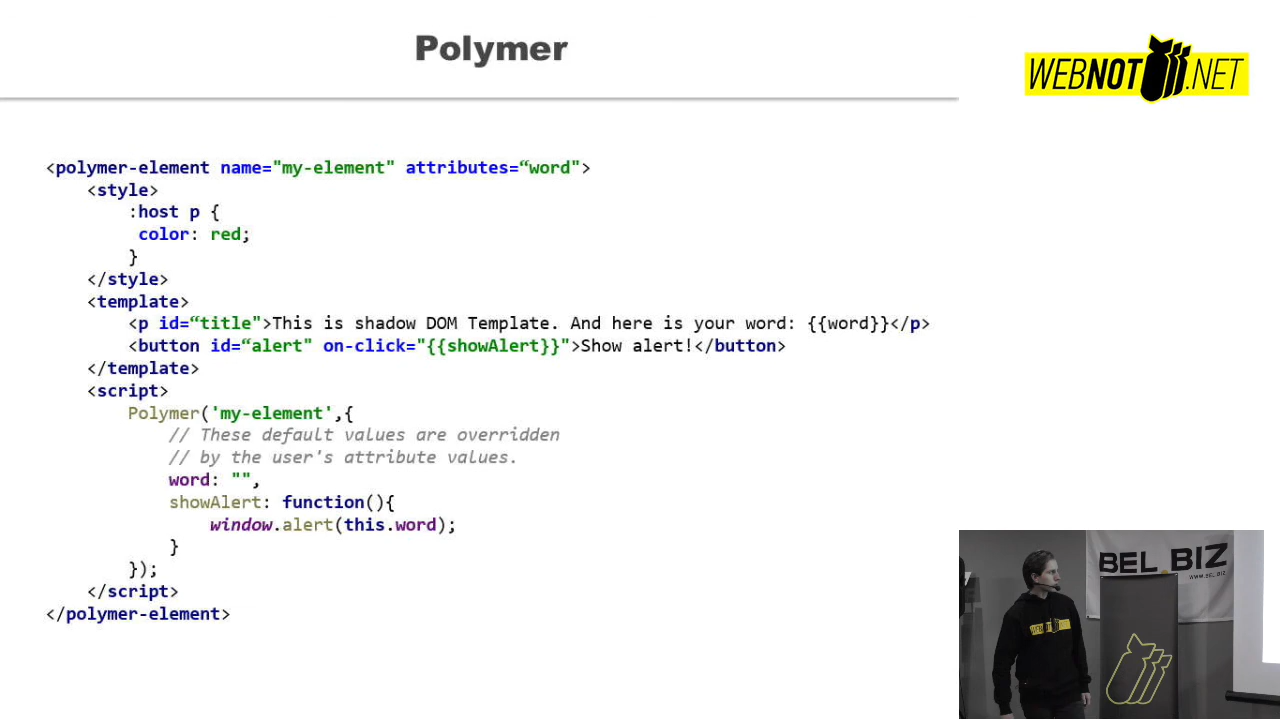 Polymer
WEBNOT.NET
<polymer-element name="my-element" attributes=“word">
    <style>
        :host p {
         color: red;
        }
    </style>
    <template>
        <p id=“title">This is shadow DOM Template. And here is your word: {{word}}</p>
        <button id=“alert" on-click="{{showAlert}}">Show alert!</button>
    </template>
    <script>
        Polymer('my-element',{
            // These default values are overridden
            // by the user's attribute values.
            word: "",
            showAlert: function(){
                window.alert(this.word);
            }
        });
    </script>
</polymer-element>
BEL.BIZ
WWW.BEL.BIZ